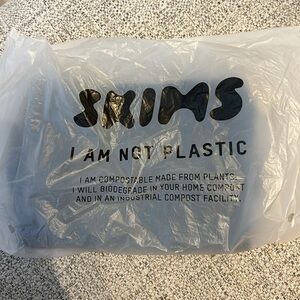 SKIMS
I AM NOT PLASTIC
I AM COMPOSTABLE MADE FROM PLANTS.
I WILL BIODEGRADE IN YOUR HOME COMPOST
AND IN AN INDUSTRIAL COMPOST FACILITY.